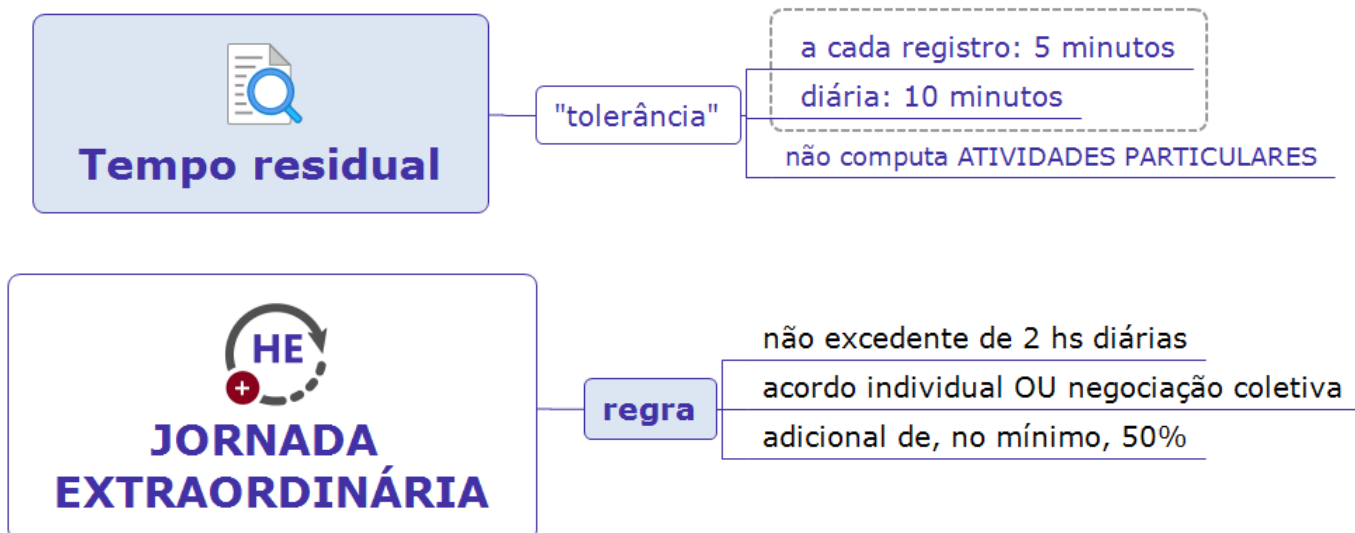 Tempo residual
"tolerância"
a cada registro: 5 minutos
diária: 10 minutos
não computa ATIVIDADES PARTICULARES
HE
+
JORNADA
EXTRAORDINÁRIA
regra
não excedente de 2 hs diárias
acordo individual OU negociação coletiva
adicional de, no mínimo, 50%